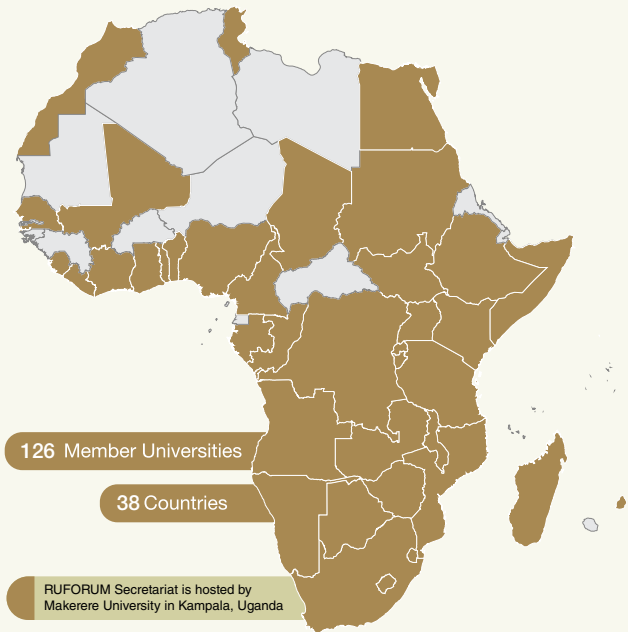 126 Member Universities
38 Countries
RUFORUM Secretariat is hosted by
Makerere University in Kampala, Uganda